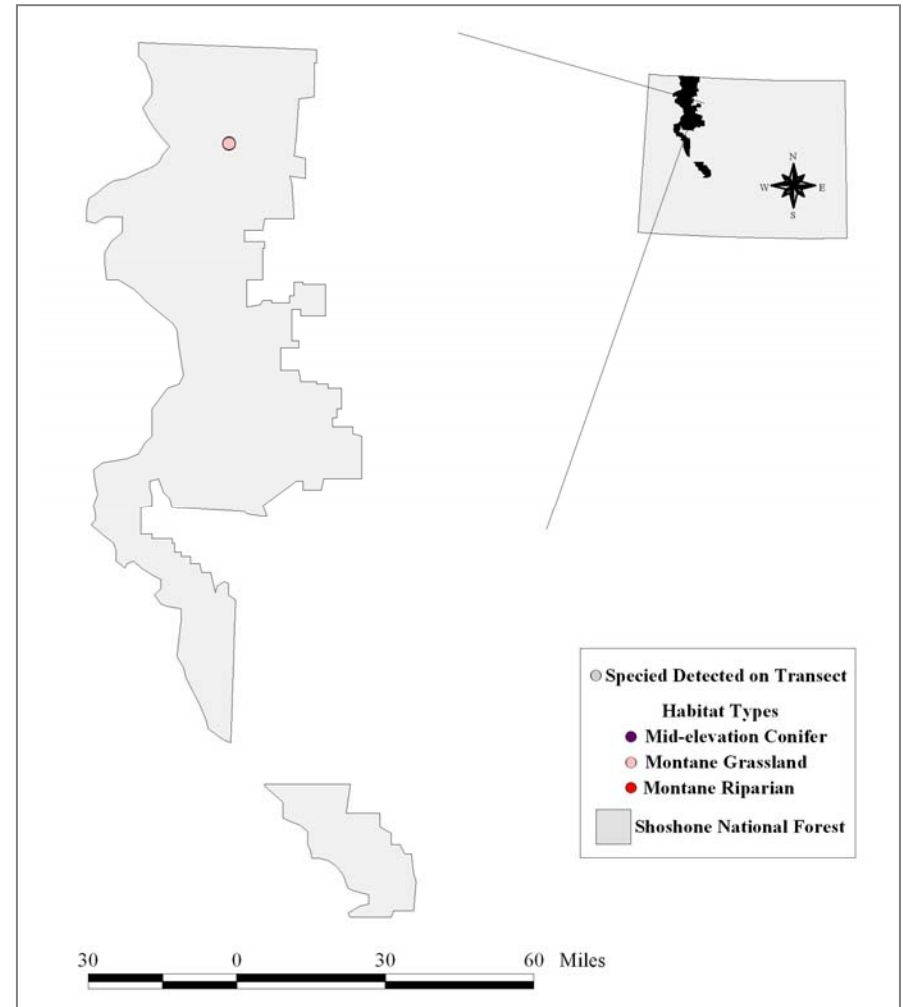 N
W E
S
Specied Detected on Transect
Habitat Types
Mid-elevation Conifer
Montane Grassland
Montane Riparian
Shoshone National Forest
30 0 30 60 Miles